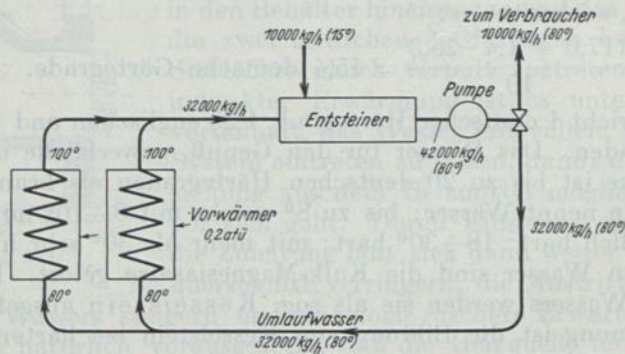 zum Verbraucher
10000 kg/h (80°)
10000 kg/h (15°)
32000 kg/h
Entsteiner
Pumpe
42000 kg/h
(80°)
100°
100°
Vorwärmer
0,2 atü
32000 kg/h (80°)
80°
80°
Umlaufwasser
32000 kg/h (80°)